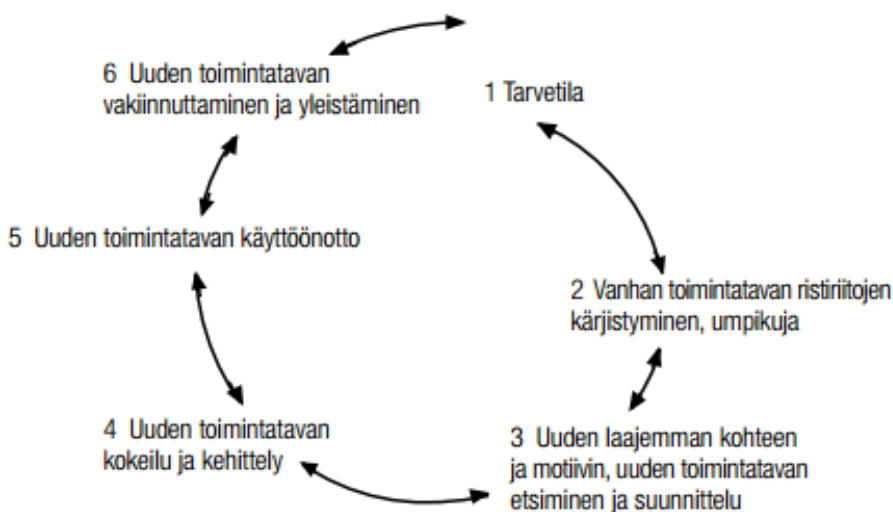 1 Tarvetila
2 Vanhan toimintatavan ristiriitojen
kärjistyminen, umpikuja
3 Uuden laajemman kohteen
ja motiivin, uuden toimintatavan
etsiminen ja suunnittelu
4 Uuden toimintatavan
kokeilu ja kehittely
5 Uuden toimintatavan käyttöönotto
6 Uuden toimintatavan
vakiinnuttaminen ja yleistäminen